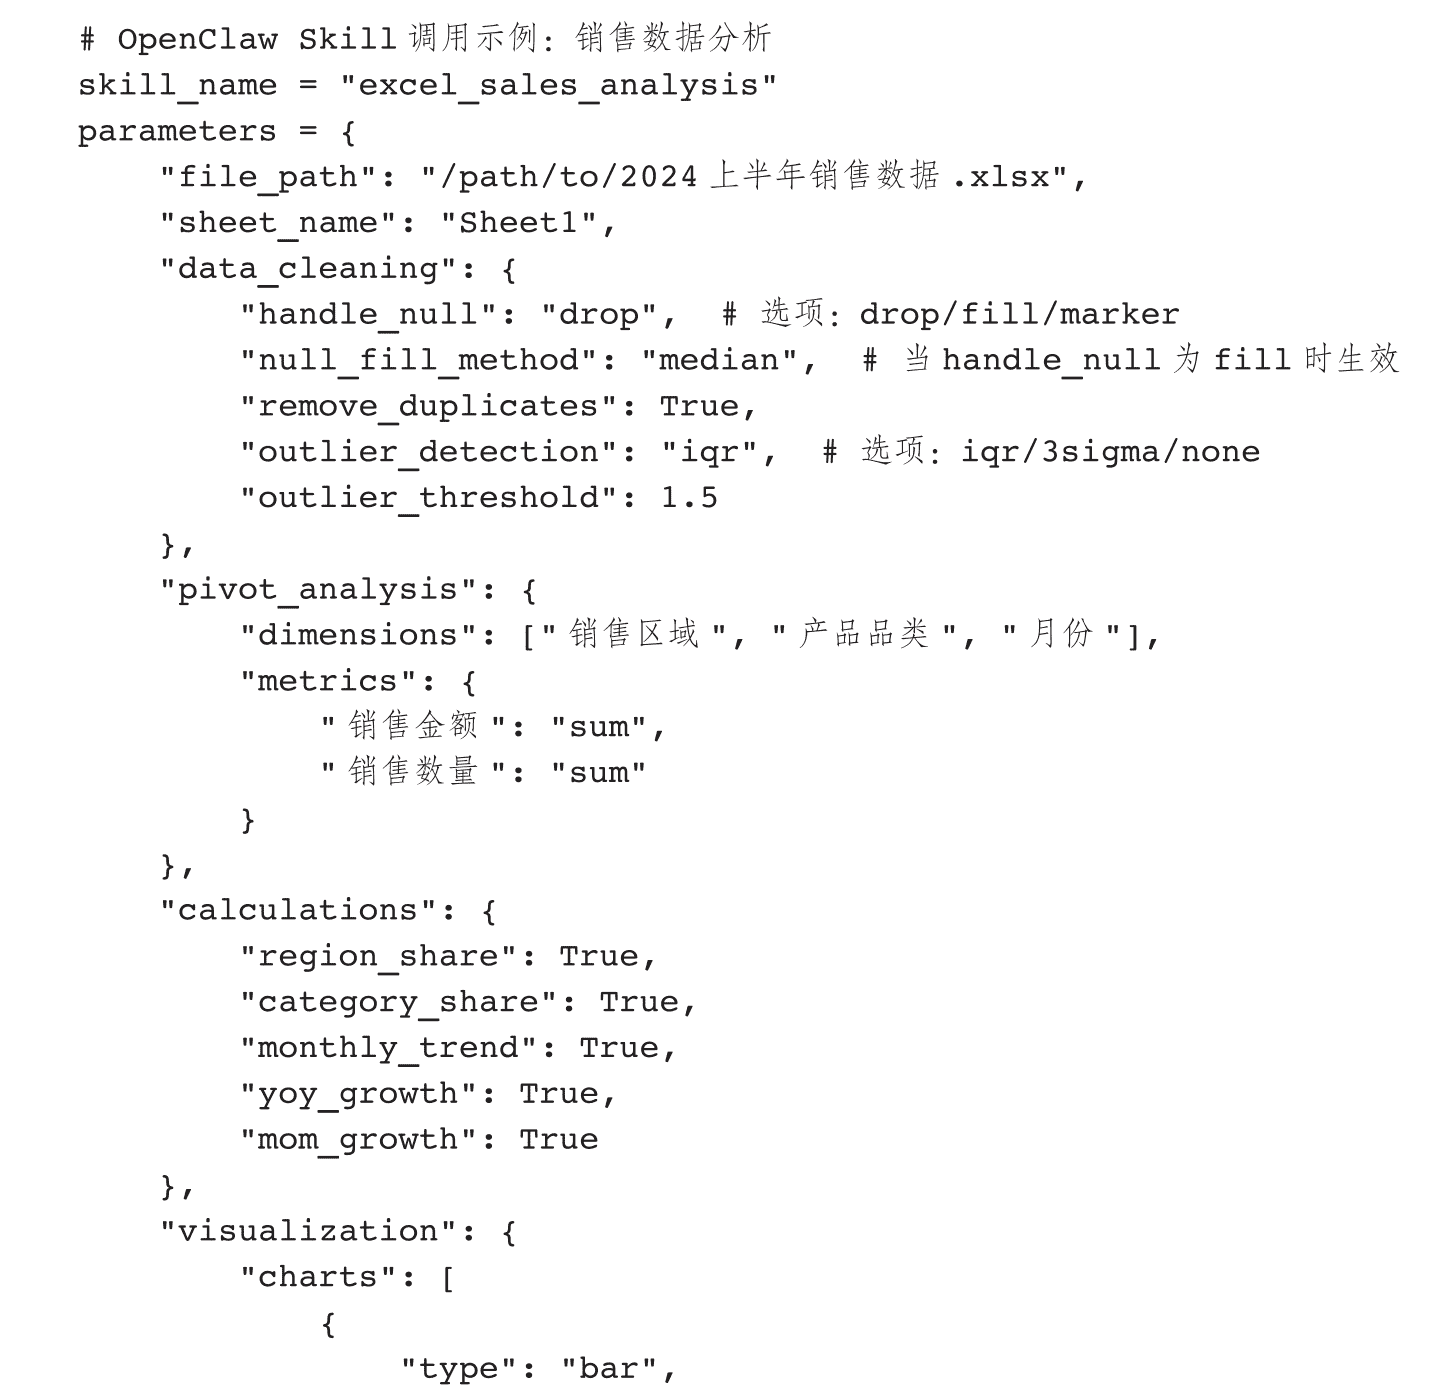 # OpenClaw Skill 调用示例：销售数据分析
skill_name = "excel_sales_analysis"
parameters = {
    "file_path": "/path/to/2024 上半年销售数据 .xlsx",
    "sheet_name": "Sheet1",
    "data_cleaning": {
        "handle_null": "drop",  # 选项：drop/fill/marker
        "null_fill_method": "median",  # 当 handle_null 为 fill 时生效
        "remove_duplicates": True,
        "outlier_detection": "iqr",  # 选项：iqr/3sigma/none
        "outlier_threshold": 1.5
    },
    "pivot_analysis": {
        "dimensions": [" 销售区域 ", " 产品品类 ", " 月份 "],
        "metrics": {
            " 销售金额 ": "sum",
            " 销售数量 ": "sum"
        }
    },
    "calculations": {
        "region_share": True,
        "category_share": True,
        "monthly_trend": True,
        "yoy_growth": True,
        "mom_growth": True
    },
    "visualization": {
        "charts": [
            {
                "type": "bar",